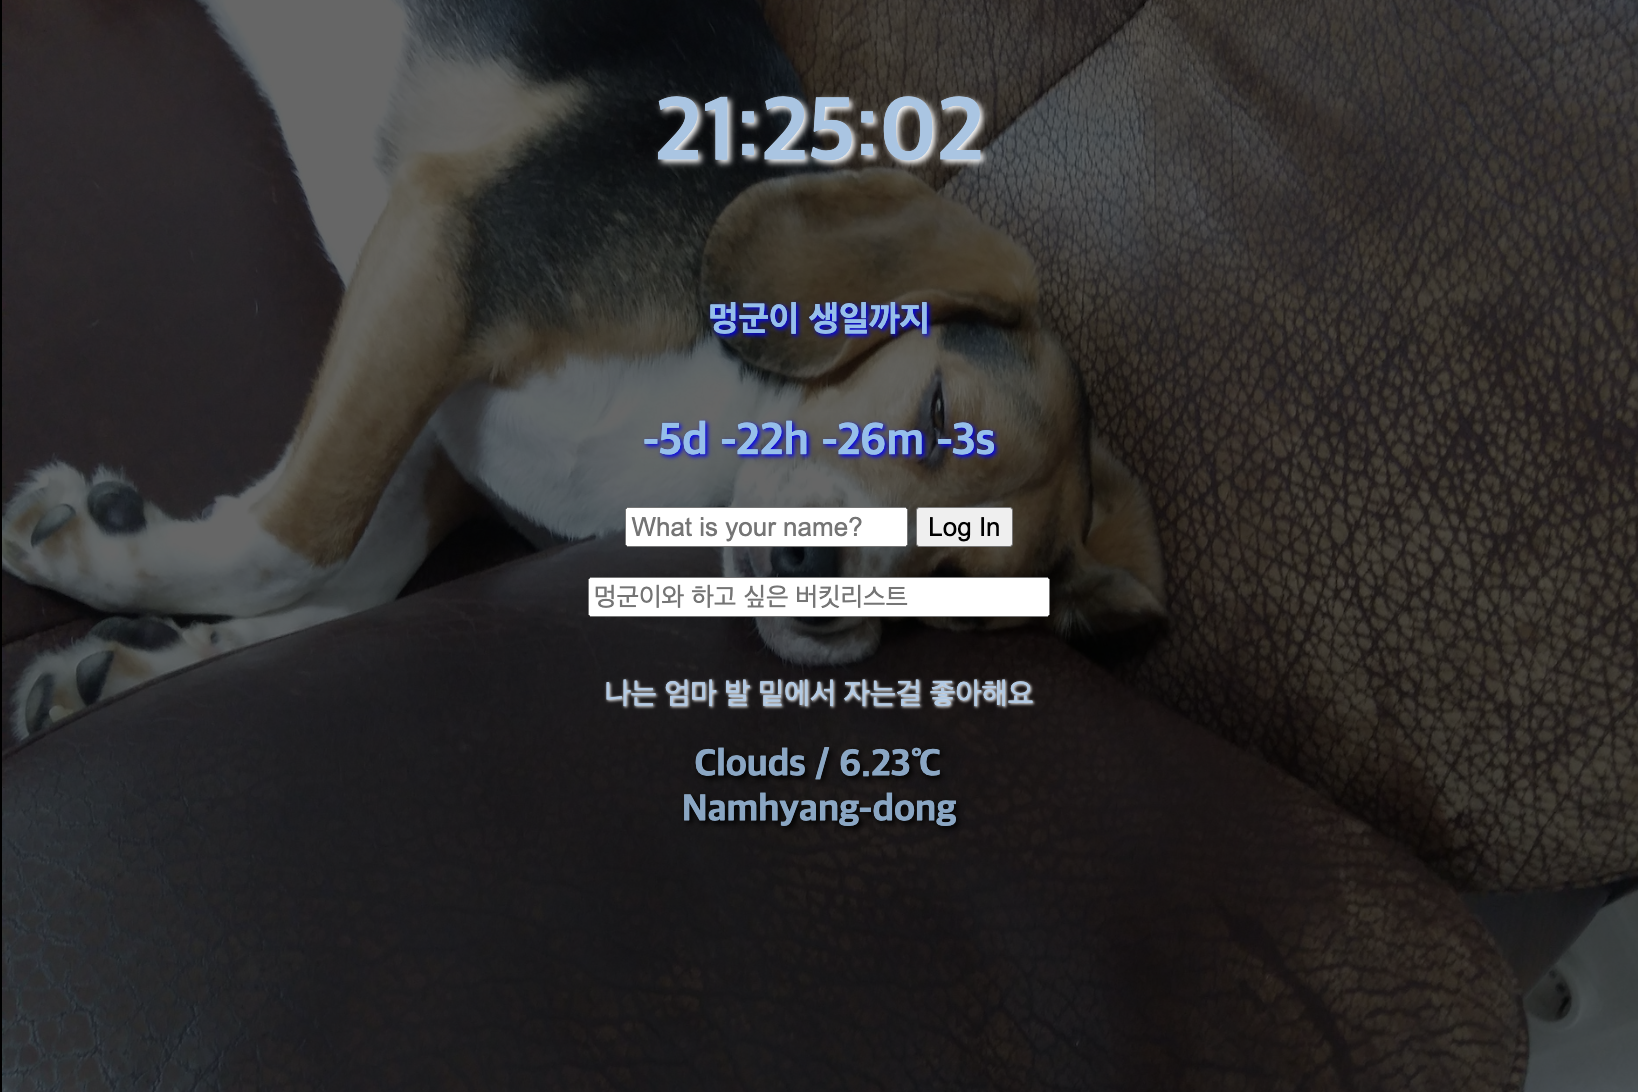 21:25:02
멍군이 생일까지
-5d -22h -26m -3s
What is your name? Log In
멍군이와 하고 싶은 버킷리스트
나는 엄마 발 밑에서 자는걸 좋아해요
Clouds / 6.23℃
Namhyang-dong